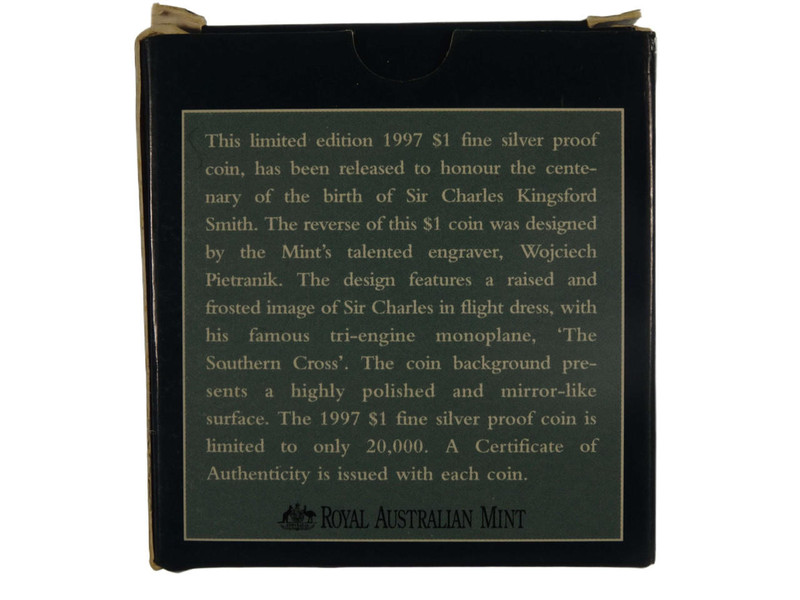 This limited edition 1997 $1 fine silver proof
coin, has been released to honour the cente-
nary of the birth of Sir Charles Kingsford
Smith. The reverse of this $1 coin was designed
by the Mint's talented engraver, Wojciech
Pietranik. The design features a raised and
frosted image of Sir Charles in flight dress, with
his famous tri-engine monoplane, 'The
Southern Cross'. The coin background pre-
sents a highly polished and mirror-like
surface. The 1997 $1 fine silver proof coin is
limited to only 20,000. A Certificate of
Authenticity is issued with each coin.
ROYAL AUSTRALIAN MINT